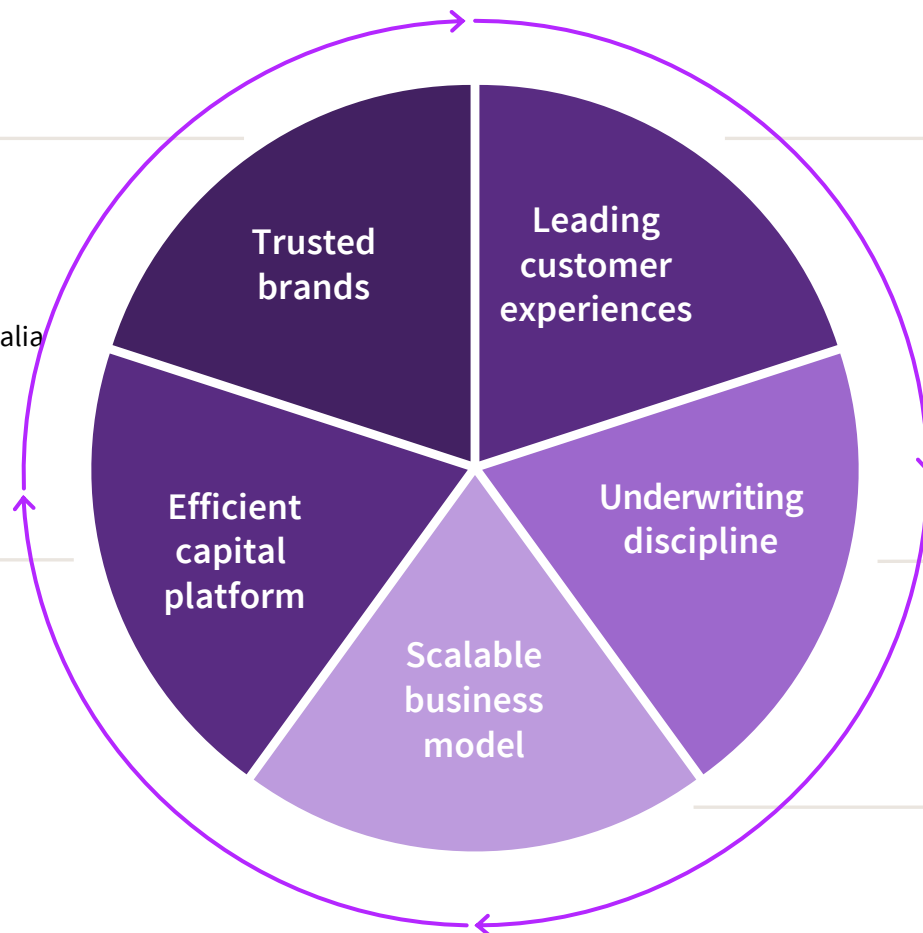 Trusted
brands
Leading
customer
experiences
alia
Efficient
capital
platform
Underwriting
discipline
Scalable
business
model